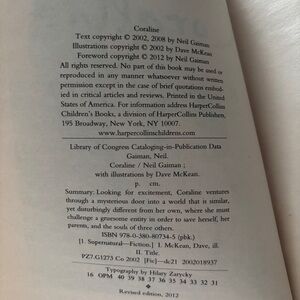 Coraline
Text copyright © 2002, 2008 by Neil Gaiman
Illustrations copyright © 2002 by Dave McKean
Foreword copyright © 2012 by Neil Gaiman
All rights reserved. No part of this book may be used or
reproduced in any manner whatsoever without written
permission except in the case of brief quotations embodied
in critical articles and reviews. Printed in the United
States of America. For information address HarperCollins
Children's Books, a division of HarperCollins Publishers,
195 Broadway, New York, NY 10007.
www.harpercollinschildrens.com
Library of Congress Cataloging-in-Publication Data
Gaiman, Neil.
Coraline / Neil Gaiman ;
with illustrations by Dave McKean.
p. cm.
Summary: Looking for excitement, Coraline ventures
through a mysterious door into a world that is similar,
yet disturbingly different from her own, where she must
challenge a gruesome entity in order to save herself, her
parents, and the souls of three others.
ISBN 978-0-380-80734-5 (pbk.)
[1. Supernatural—Fiction.] I. McKean, Dave, ill.
II. Title.
PZ7.G1273 Co 2002 [Fic]—dc21 2002018937
Typography by Hilary Zarycky
16 OPM 40 39 38 37 36 35 34 33 32 31
Revised edition, 2012